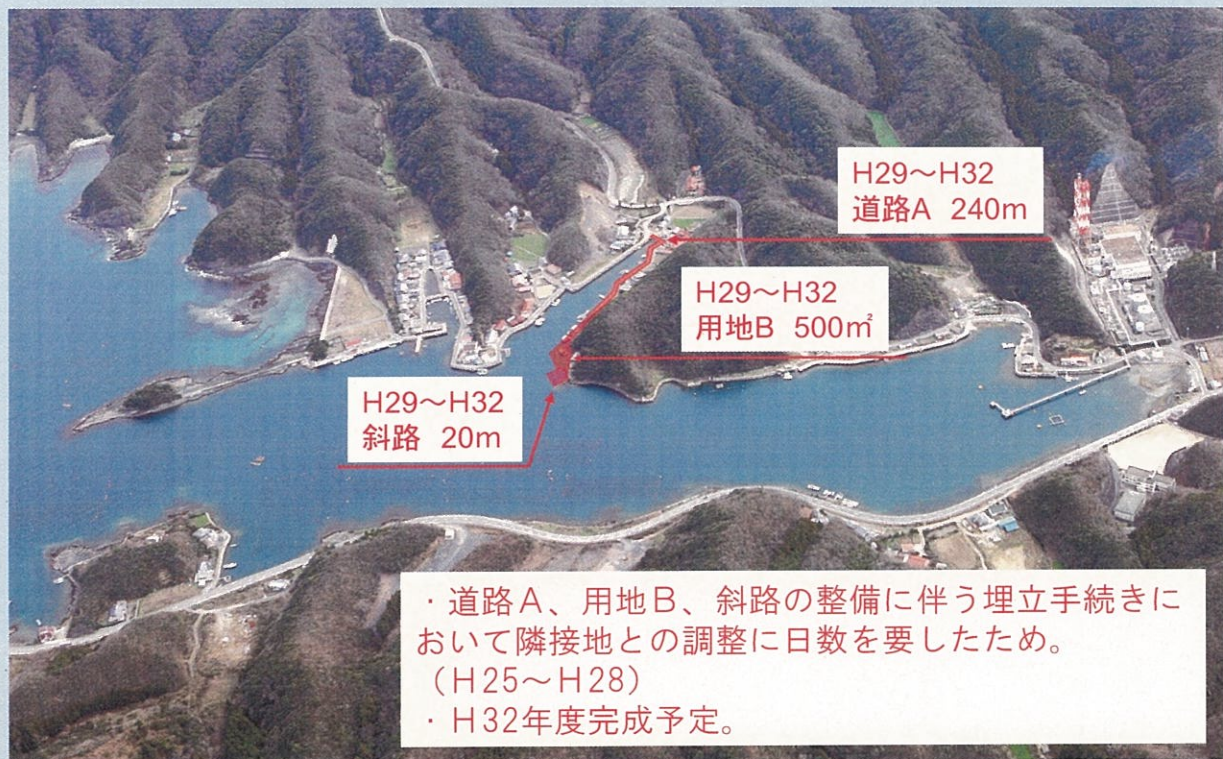 H29~H32
道路A 240m
H29~H32
用地B 500㎡
H29~H32
斜路 20m
・道路A、用地B、斜路の整備に伴う埋立手続きに
おいて隣接地との調整に日数を要したため。
（H25~H28）
・H32年度完成予定。